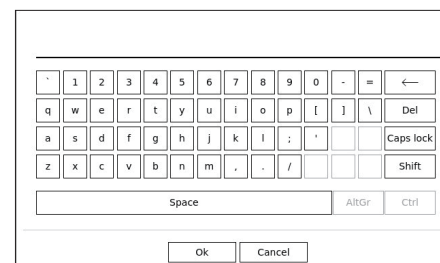 ` 1 2 3 4 5 6 7 8 9 0 - = ←
q w e r t y u i o p [ ] \ Del
a s d f g h j k l ; ' Caps lock
z x c v b n m , . / Shift
Space AltGr Ctrl
Ok Cancel